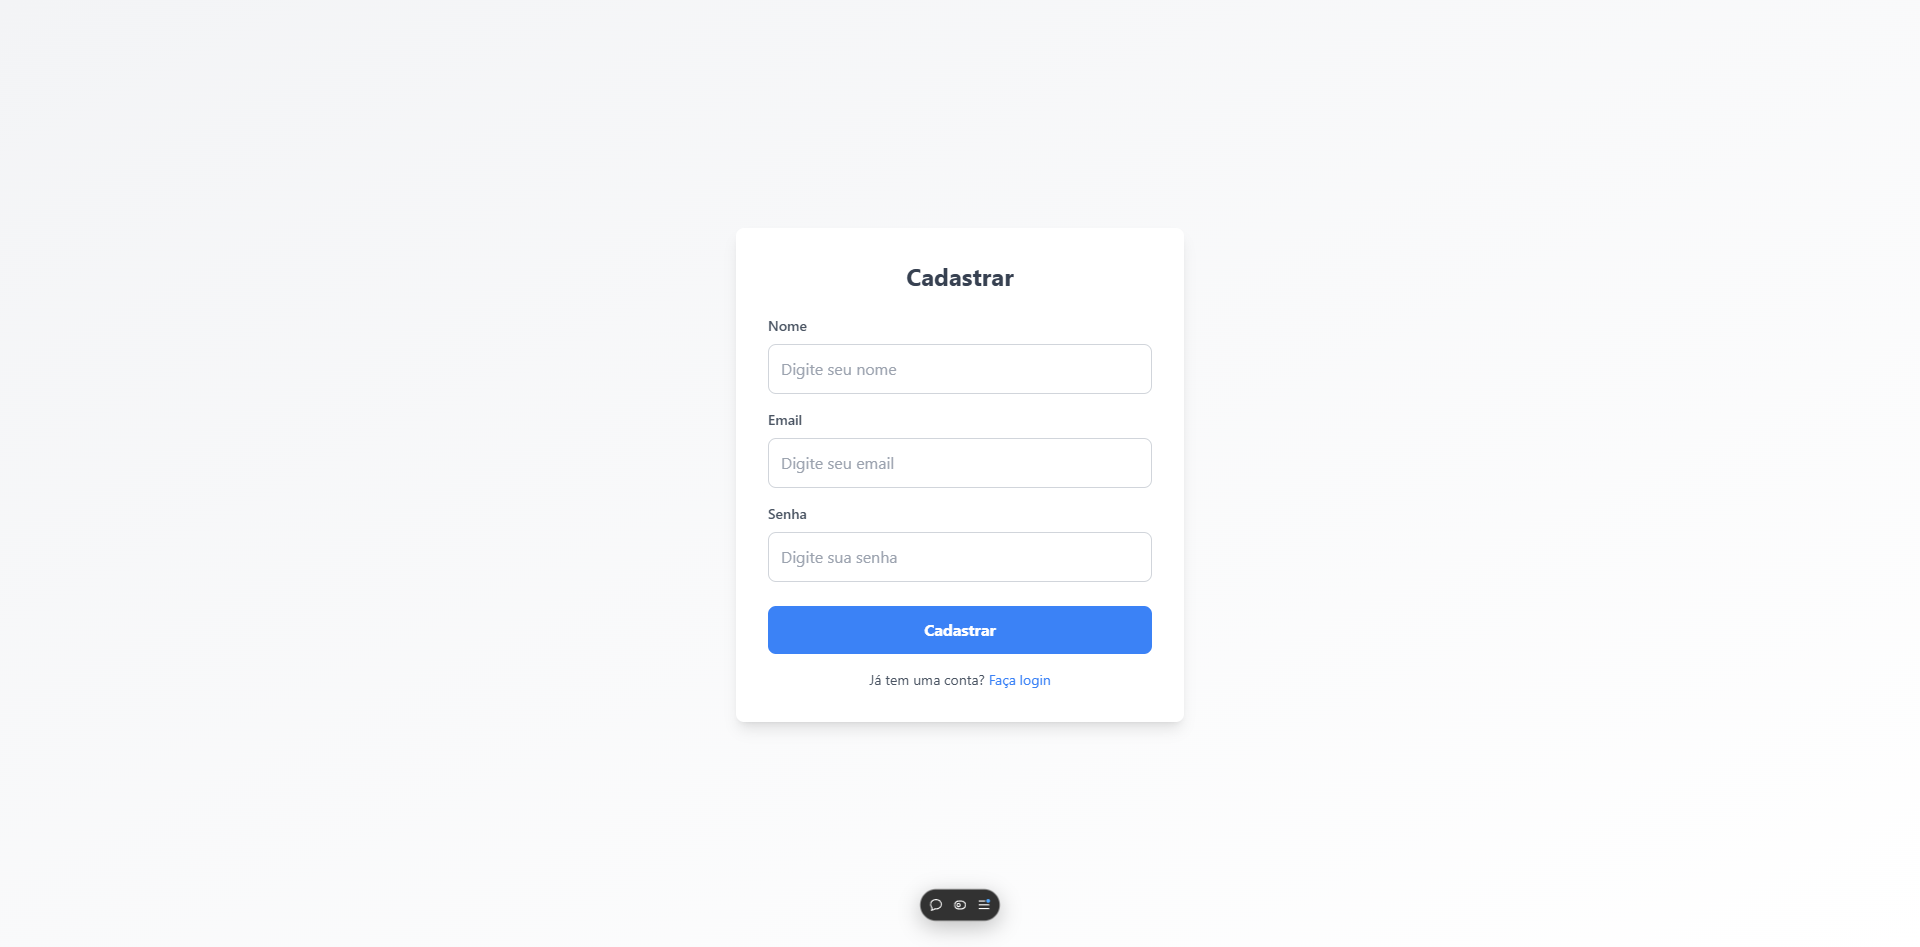 Cadastrar
Nome
Digite seu nome
Email
Digite seu email
Senha
Digite sua senha
Cadastrar
Já tem uma conta? Faça login